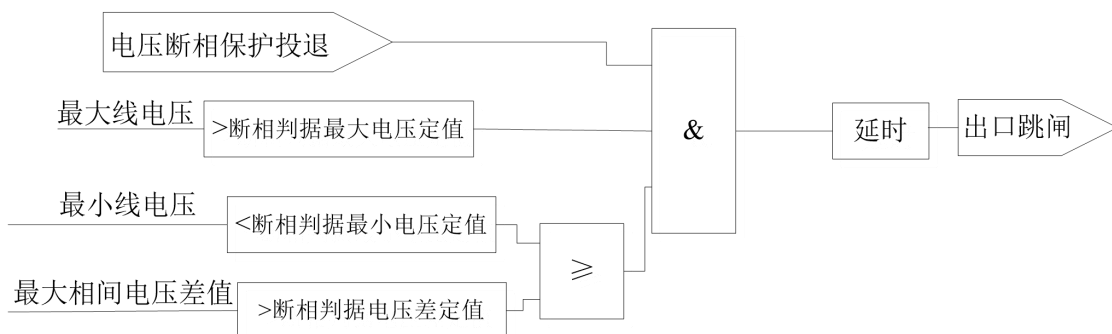 电压断相保护投退
最大线电压
>断相判据最大电压定值
&
延时
出口跳闸
最小线电压
<断相判据最小电压定值
≥
最大相间电压差值
>断相判据电压差定值